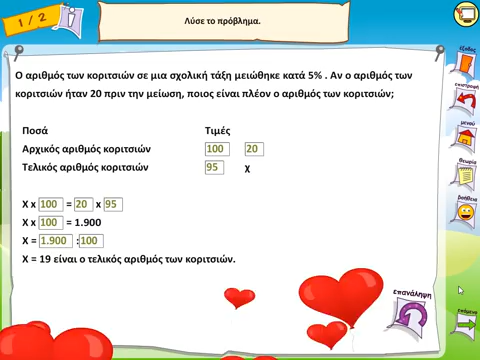 1 / 2
Λύσε το πρόβλημα.
Ο αριθμός των κοριτσιών σε μια σχολική τάξη μειώθηκε κατά 5% . Αν ο αριθμός των
κοριτσιών ήταν 20 πριν την μείωση, ποιος είναι πλέον ο αριθμός των κοριτσιών;
Ποσά Τιμές
Αρχικός αριθμός κοριτσιών 100 20
Τελικός αριθμός κοριτσιών 95 χ
Χ x 100 = 20 x 95
Χ x 100 = 1.900
Χ = 1.900 :100
Χ = 19 είναι ο τελικός αριθμός των κοριτσιών.
έξοδος
επιστροφή
μενού
θεωρία
βοήθεια
επόμενο
επανάληψη